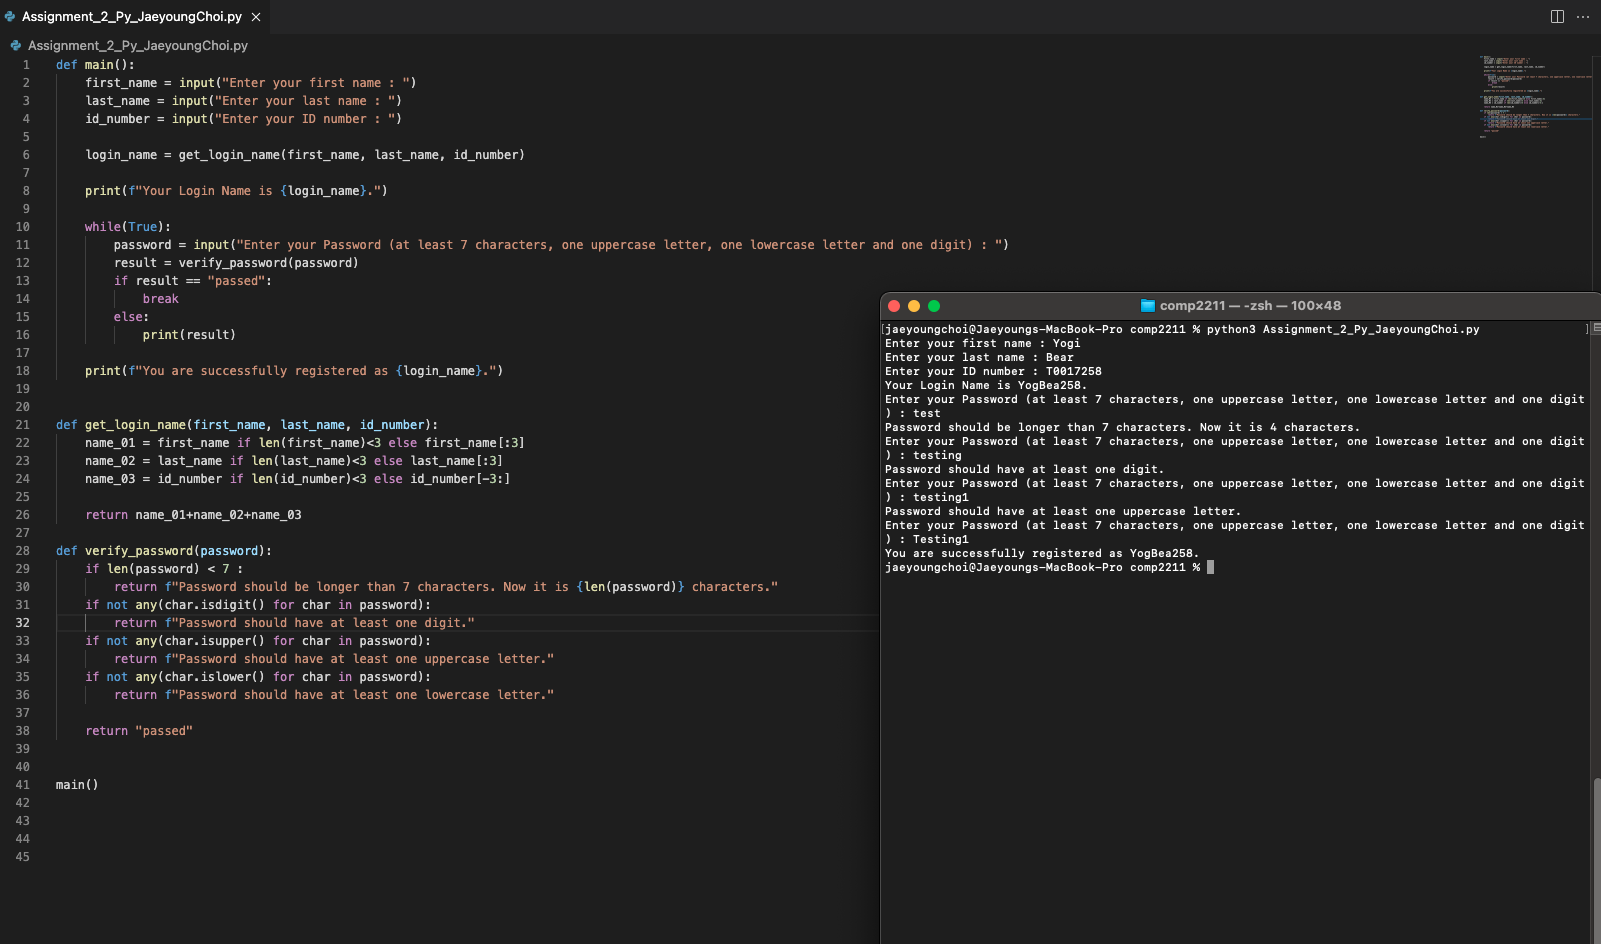 Assignment_2_Py_JaeyoungChoi.py ×
Assignment_2_Py_JaeyoungChoi.py
1 def main():
2     first_name = input("Enter your first name : ")
3     last_name = input("Enter your last name : ")
4     id_number = input("Enter your ID number : ")
5
6     login_name = get_login_name(first_name, last_name, id_number)
7
8     print(f"Your Login Name is {login_name}.")
9
10     while(True):
11         password = input("Enter your Password (at least 7 characters, one uppercase letter, one lowercase letter and one digit) : ")
12         result = verify_password(password)
13         if result == "passed":
14             break
15         else:
16             print(result)
17
18     print(f"You are successfully registered as {login_name}.")
19
20
21 def get_login_name(first_name, last_name, id_number):
22     name_01 = first_name if len(first_name)<3 else first_name[:3]
23     name_02 = last_name if len(last_name)<3 else last_name[:3]
24     name_03 = id_number if len(id_number)<3 else id_number[-3:]
25
26     return name_01+name_02+name_03
27
28 def verify_password(password):
29     if len(password) < 7 :
30         return f"Password should be longer than 7 characters. Now it is {len(password)} characters."
31     if not any(char.isdigit() for char in password):
32         return f"Password should have at least one digit."
33     if not any(char.isupper() for char in password):
34         return f"Password should have at least one uppercase letter."
35     if not any(char.islower() for char in password):
36         return f"Password should have at least one lowercase letter."
37
38     return "passed"
39
40
41 main()
42
43
44
45
comp2211 — -zsh — 100×48
[jaeyoungchoi@Jaeyoungs-MacBook-Pro comp2211 % python3 Assignment_2_Py_JaeyoungChoi.py ]
Enter your first name : Yogi
Enter your last name : Bear
Enter your ID number : T0017258
Your Login Name is YogBea258.
Enter your Password (at least 7 characters, one uppercase letter, one lowercase letter and one digit
) : test
Password should be longer than 7 characters. Now it is 4 characters.
Enter your Password (at least 7 characters, one uppercase letter, one lowercase letter and one digit
) : testing
Password should have at least one digit.
Enter your Password (at least 7 characters, one uppercase letter, one lowercase letter and one digit
) : testing1
Password should have at least one uppercase letter.
Enter your Password (at least 7 characters, one uppercase letter, one lowercase letter and one digit
) : Testing1
You are successfully registered as YogBea258.
jaeyoungchoi@Jaeyoungs-MacBook-Pro comp2211 %